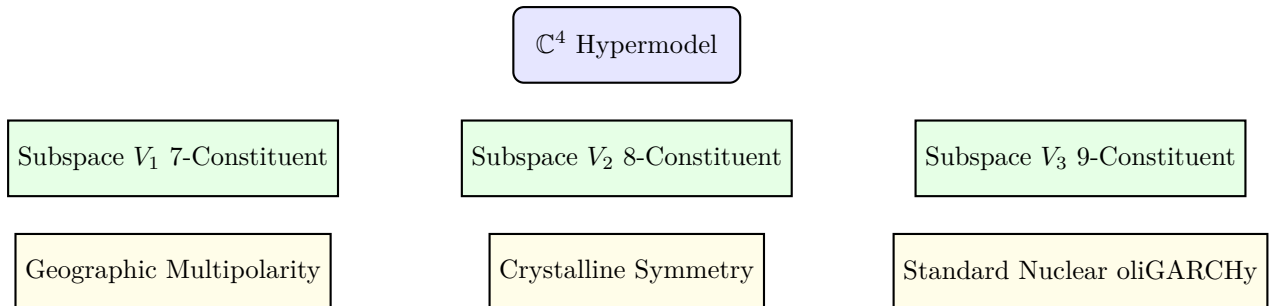 ℂ⁴ Hypermodel
Subspace V₁ 7-Constituent
Subspace V₂ 8-Constituent
Subspace V₃ 9-Constituent
Geographic Multipolarity
Crystalline Symmetry
Standard Nuclear oliGARCHy